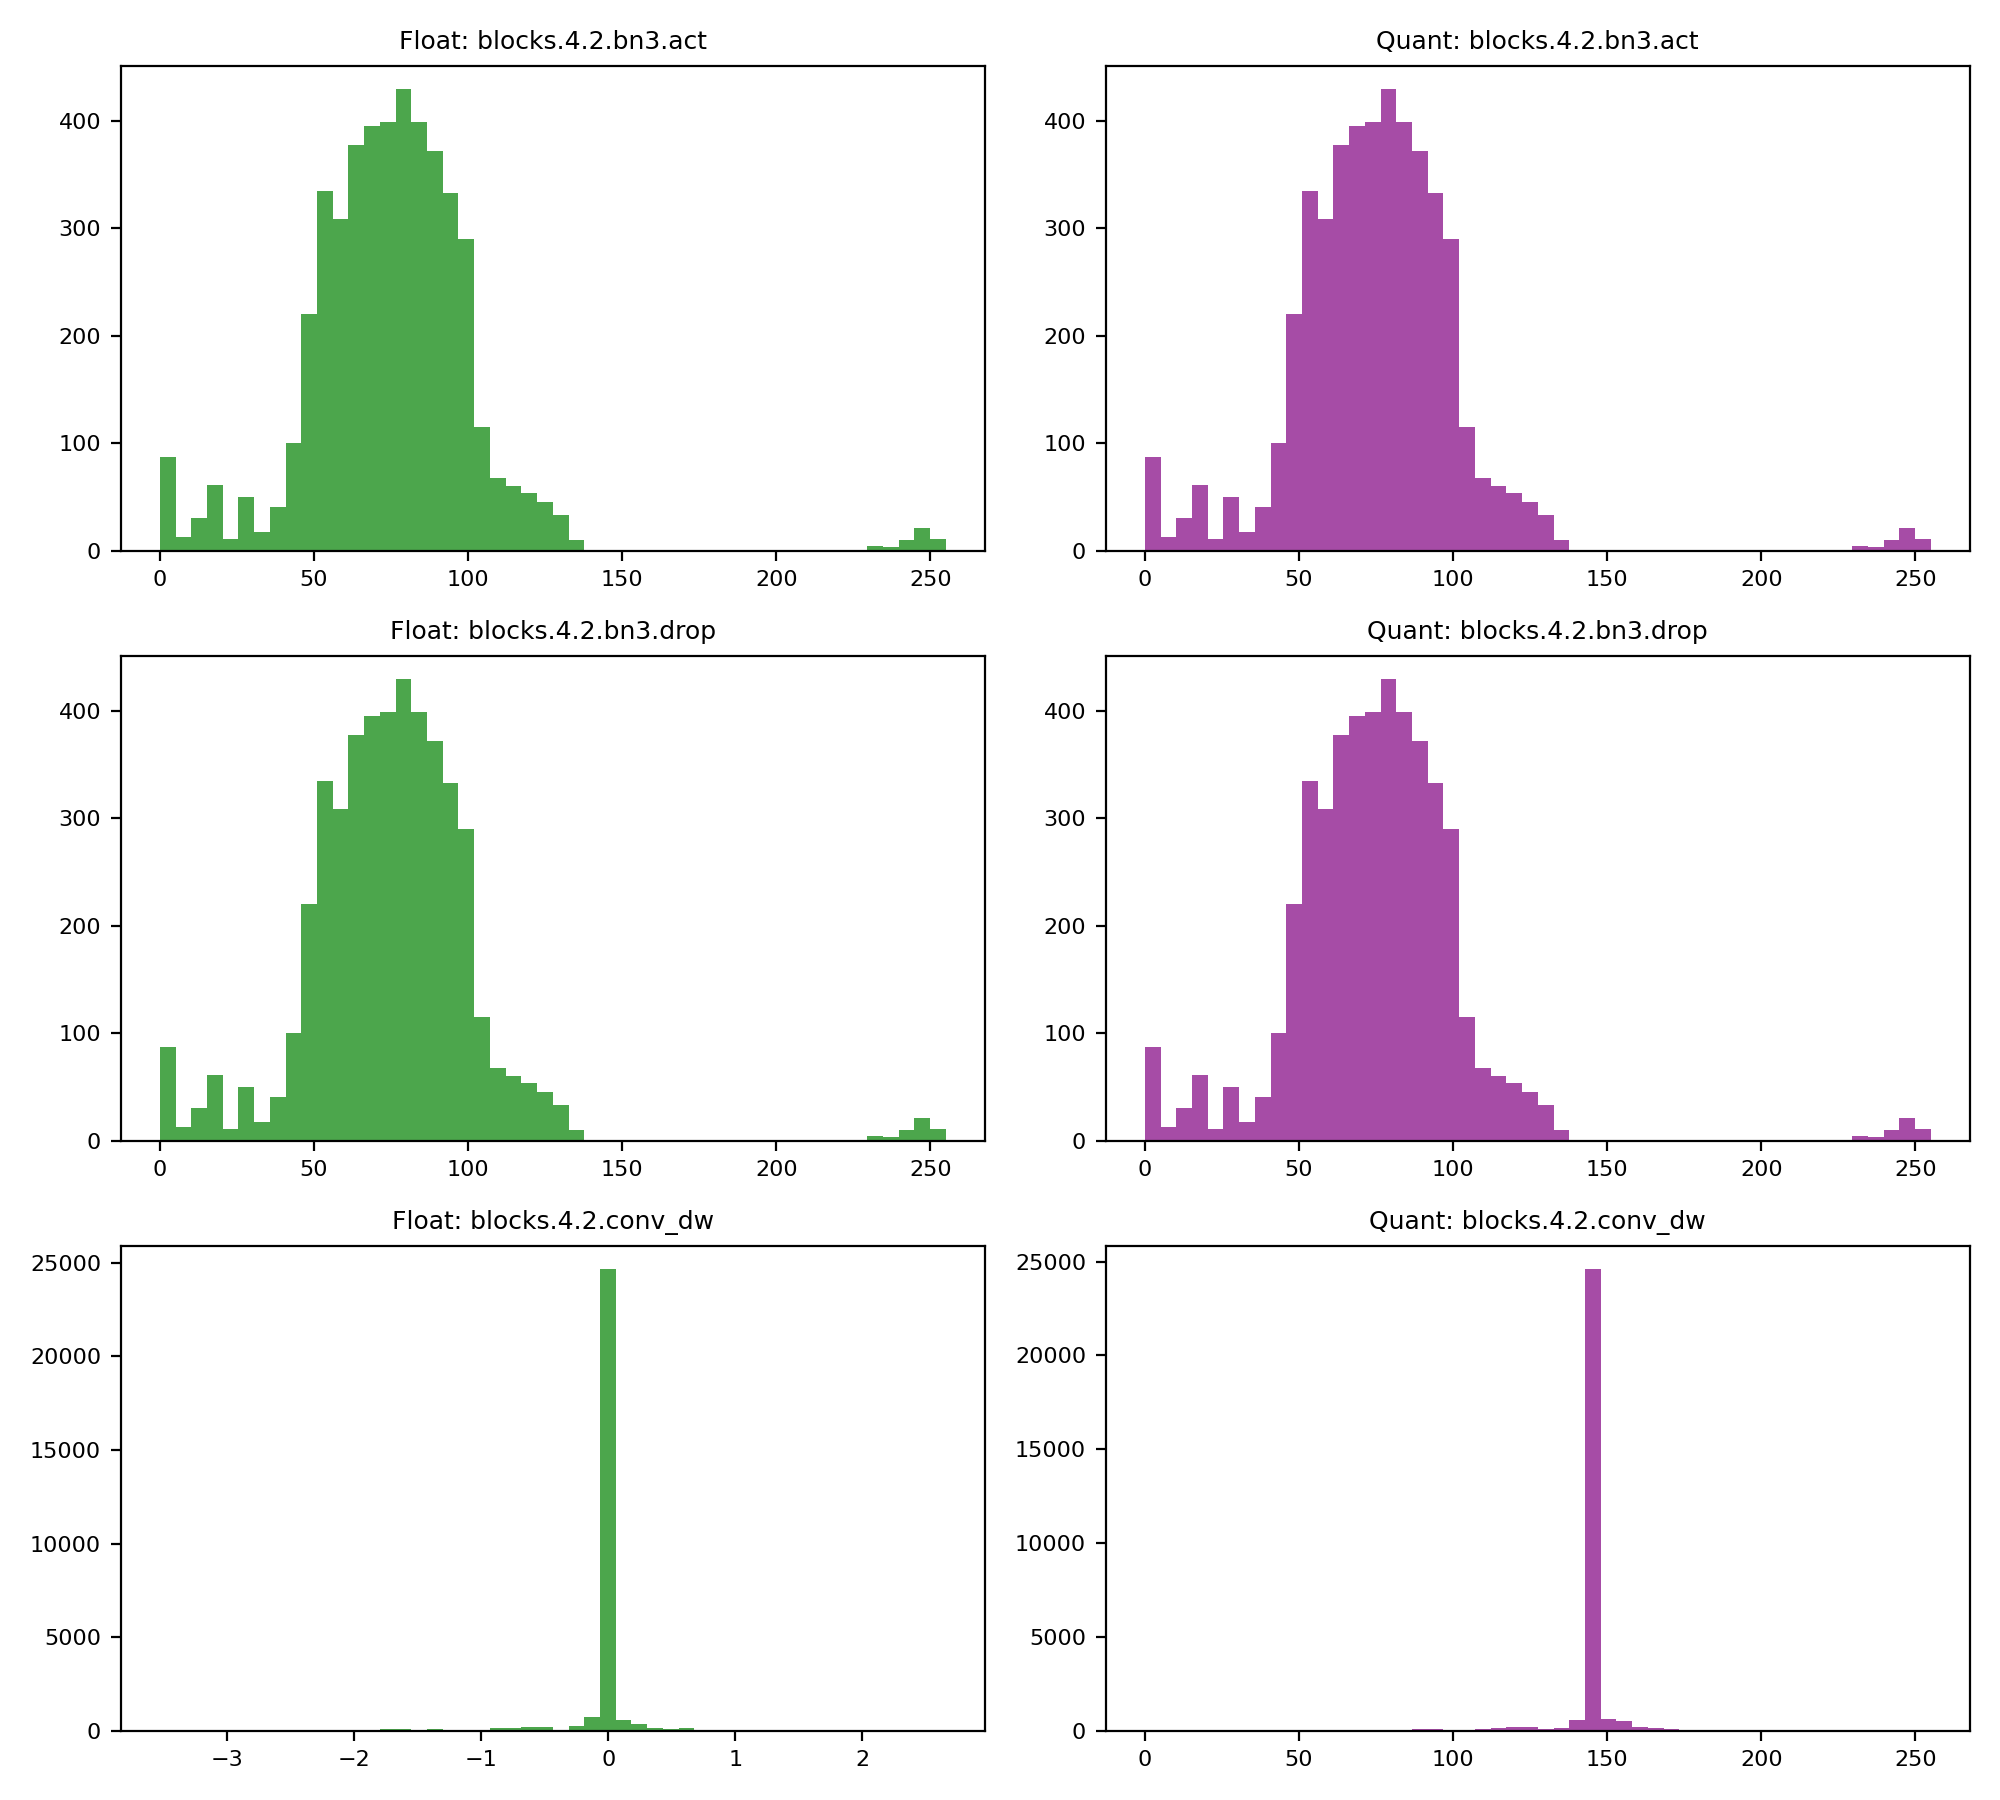 Float: blocks.4.2.bn3.act
Quant: blocks.4.2.bn3.act
400
300
200
100
0
0 50 100 150 200 250
400
300
200
100
0
0 50 100 150 200 250
Float: blocks.4.2.bn3.drop
Quant: blocks.4.2.bn3.drop
400
300
200
100
0
0 50 100 150 200 250
400
300
200
100
0
0 50 100 150 200 250
Float: blocks.4.2.conv_dw
Quant: blocks.4.2.conv_dw
25000
20000
15000
10000
5000
0
−3 −2 −1 0 1 2
25000
20000
15000
10000
5000
0
0 50 100 150 200 250